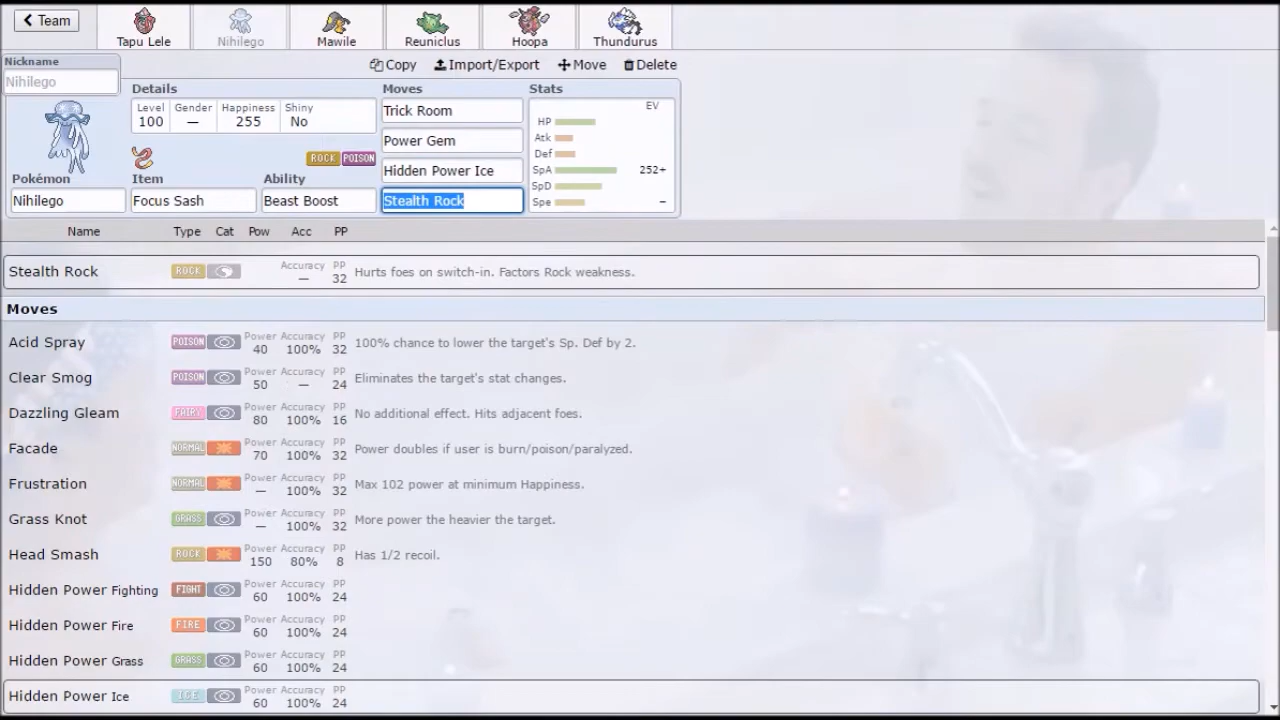 Team
Tapu Lele
Nihilego
Mawile
Reuniclus
Hoopa
Thundurus
Copy Import/Export Move Delete
Nickname
Nihilego
Details
Level Gender Happiness Shiny
100 — 255 No
ROCK POISON
Pokémon Item Ability
Nihilego Focus Sash Beast Boost
Moves
Trick Room
Power Gem
Hidden Power Ice
Stealth Rock
Stats
EV
HP
Atk
Def
SpA 252+
SpD
Spe –
Name Type Cat Pow Acc PP
Stealth Rock ROCK Accuracy — PP 32 Hurts foes on switch-in. Factors Rock weakness.
Moves
Acid Spray POISON Power 40 Accuracy 100% PP 32 100% chance to lower the target's Sp. Def by 2.
Clear Smog POISON Power 50 Accuracy — PP 24 Eliminates the target's stat changes.
Dazzling Gleam FAIRY Power 80 Accuracy 100% PP 16 No additional effect. Hits adjacent foes.
Facade NORMAL Power 70 Accuracy 100% PP 32 Power doubles if user is burn/poison/paralyzed.
Frustration NORMAL Power — Accuracy 100% PP 32 Max 102 power at minimum Happiness.
Grass Knot GRASS Power — Accuracy 100% PP 32 More power the heavier the target.
Head Smash ROCK Power 150 Accuracy 80% PP 8 Has 1/2 recoil.
Hidden Power Fighting FIGHT Power 60 Accuracy 100% PP 24
Hidden Power Fire FIRE Power 60 Accuracy 100% PP 24
Hidden Power Grass GRASS Power 60 Accuracy 100% PP 24
Hidden Power Ice ICE Power 60 Accuracy 100% PP 24